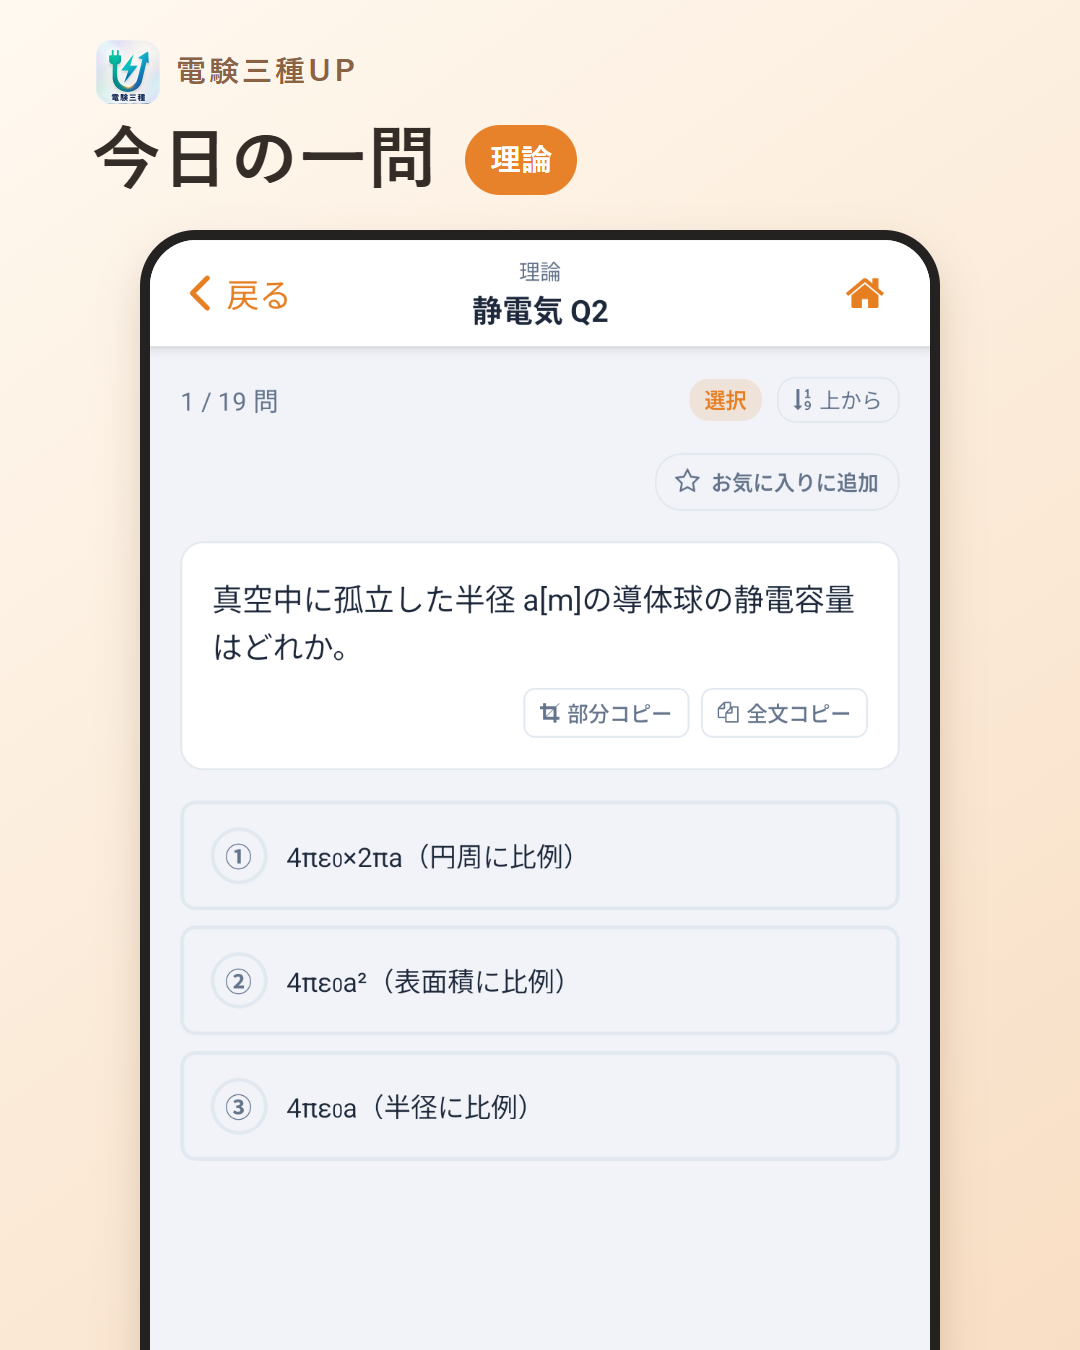 電験三種
電験三種UP
今日の一問
理論
戻る
理論
静電気 Q2
1 / 19 問
選択
上から
お気に入りに追加
真空中に孤立した半径 a[m]の導体球の静電容量
はどれか。
部分コピー
全文コピー
① 4πε₀×2πa（円周に比例）
② 4πε₀a²（表面積に比例）
③ 4πε₀a（半径に比例）